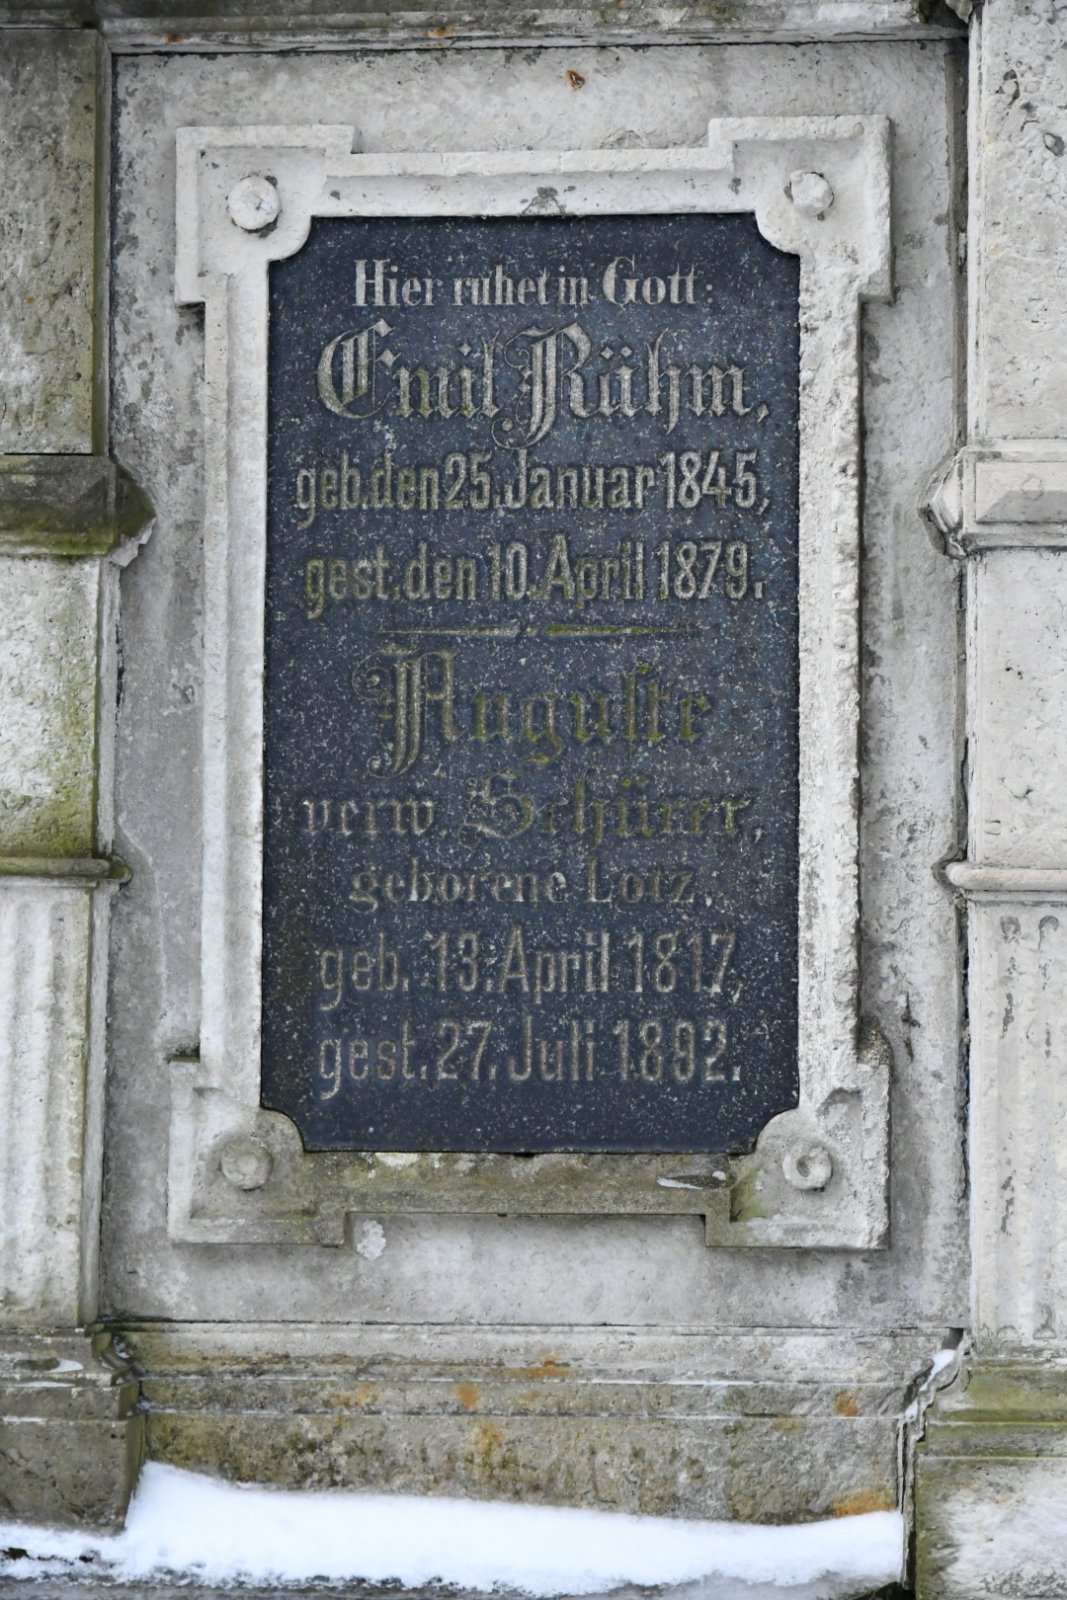 Hier ruhet in Gott:
Emil Rähm,
geb. den 25. Januar 1845,
gest. den 10. April 1879.
Auguste
verw. Schürer,
geborene Lotz
geb. 13. April 1817,
gest. 27. Juli 1892.